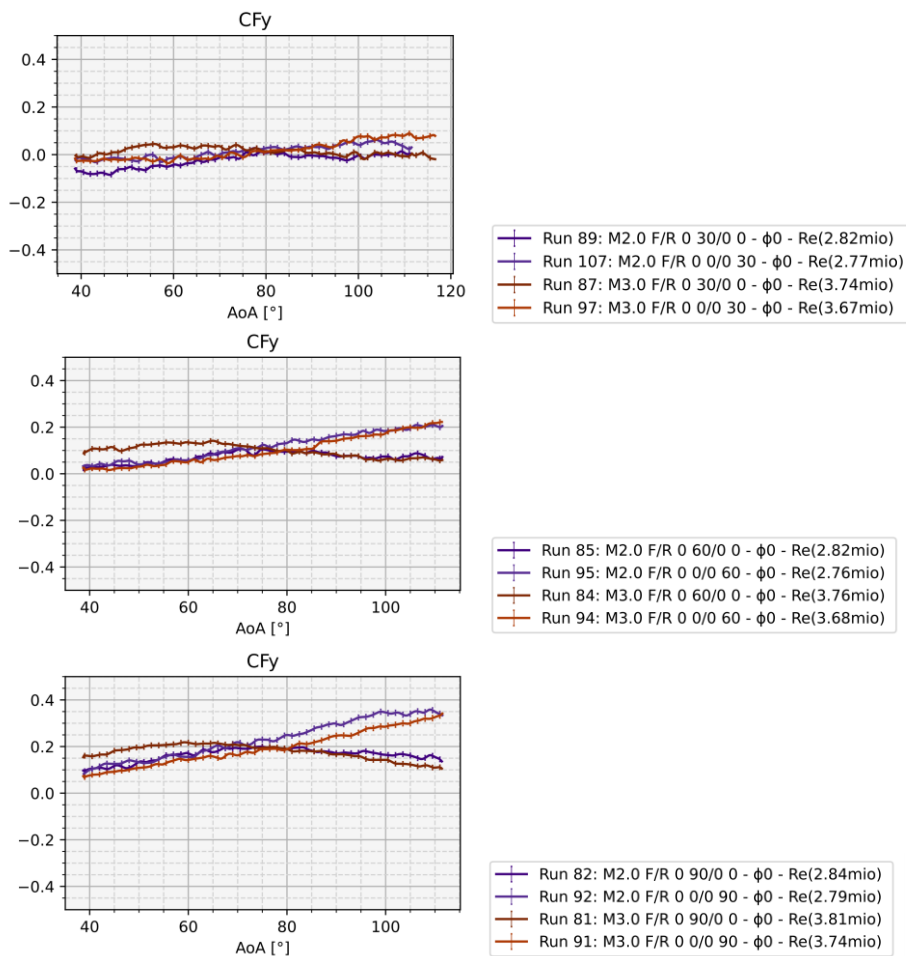 CFy
0.4
0.2
0.0
−0.2
−0.4
40
60
80
100
120
AoA [°]
Run 89: M2.0 F/R 0 30/0 0 - ϕ0 - Re(2.82mio)
Run 107: M2.0 F/R 0 0/0 30 - ϕ0 - Re(2.77mio)
Run 87: M3.0 F/R 0 30/0 0 - ϕ0 - Re(3.74mio)
Run 97: M3.0 F/R 0 0/0 30 - ϕ0 - Re(3.67mio)
CFy
0.4
0.2
0.0
−0.2
−0.4
40
60
80
100
AoA [°]
Run 85: M2.0 F/R 0 60/0 0 - ϕ0 - Re(2.82mio)
Run 95: M2.0 F/R 0 0/0 60 - ϕ0 - Re(2.76mio)
Run 84: M3.0 F/R 0 60/0 0 - ϕ0 - Re(3.76mio)
Run 94: M3.0 F/R 0 0/0 60 - ϕ0 - Re(3.68mio)
CFy
0.4
0.2
0.0
−0.2
−0.4
40
60
80
100
AoA [°]
Run 82: M2.0 F/R 0 90/0 0 - ϕ0 - Re(2.84mio)
Run 92: M2.0 F/R 0 0/0 90 - ϕ0 - Re(2.79mio)
Run 81: M3.0 F/R 0 90/0 0 - ϕ0 - Re(3.81mio)
Run 91: M3.0 F/R 0 0/0 90 - ϕ0 - Re(3.74mio)